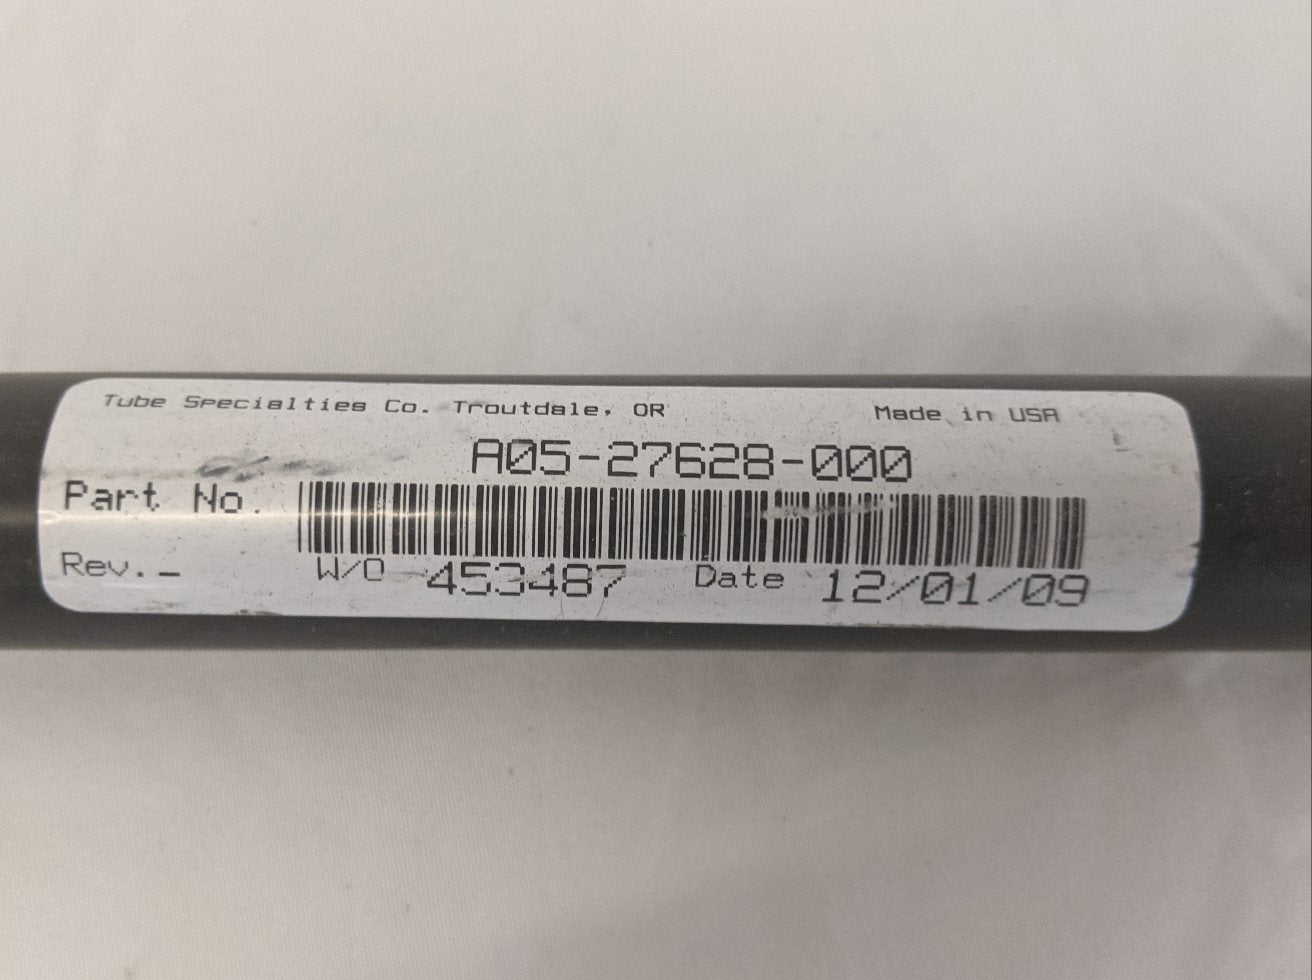 Tube Specialties Co. Troutdale, OR Made in USA
A05-27628-000
Part No.
Rev._ W/O 453487 Date 12/01/09